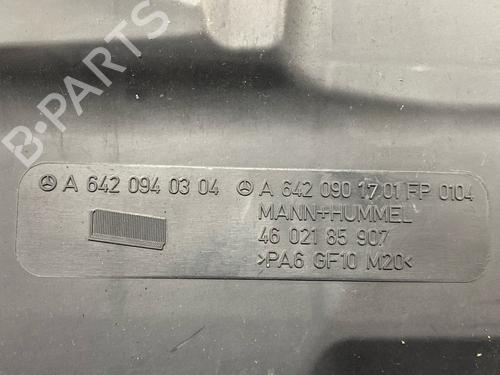 B-PARTS
A 642 094 03 04 A 642 090 17 01 FP 0104
MANN+HUMMEL
46 021 85 907
>PA6 GF10 M20<